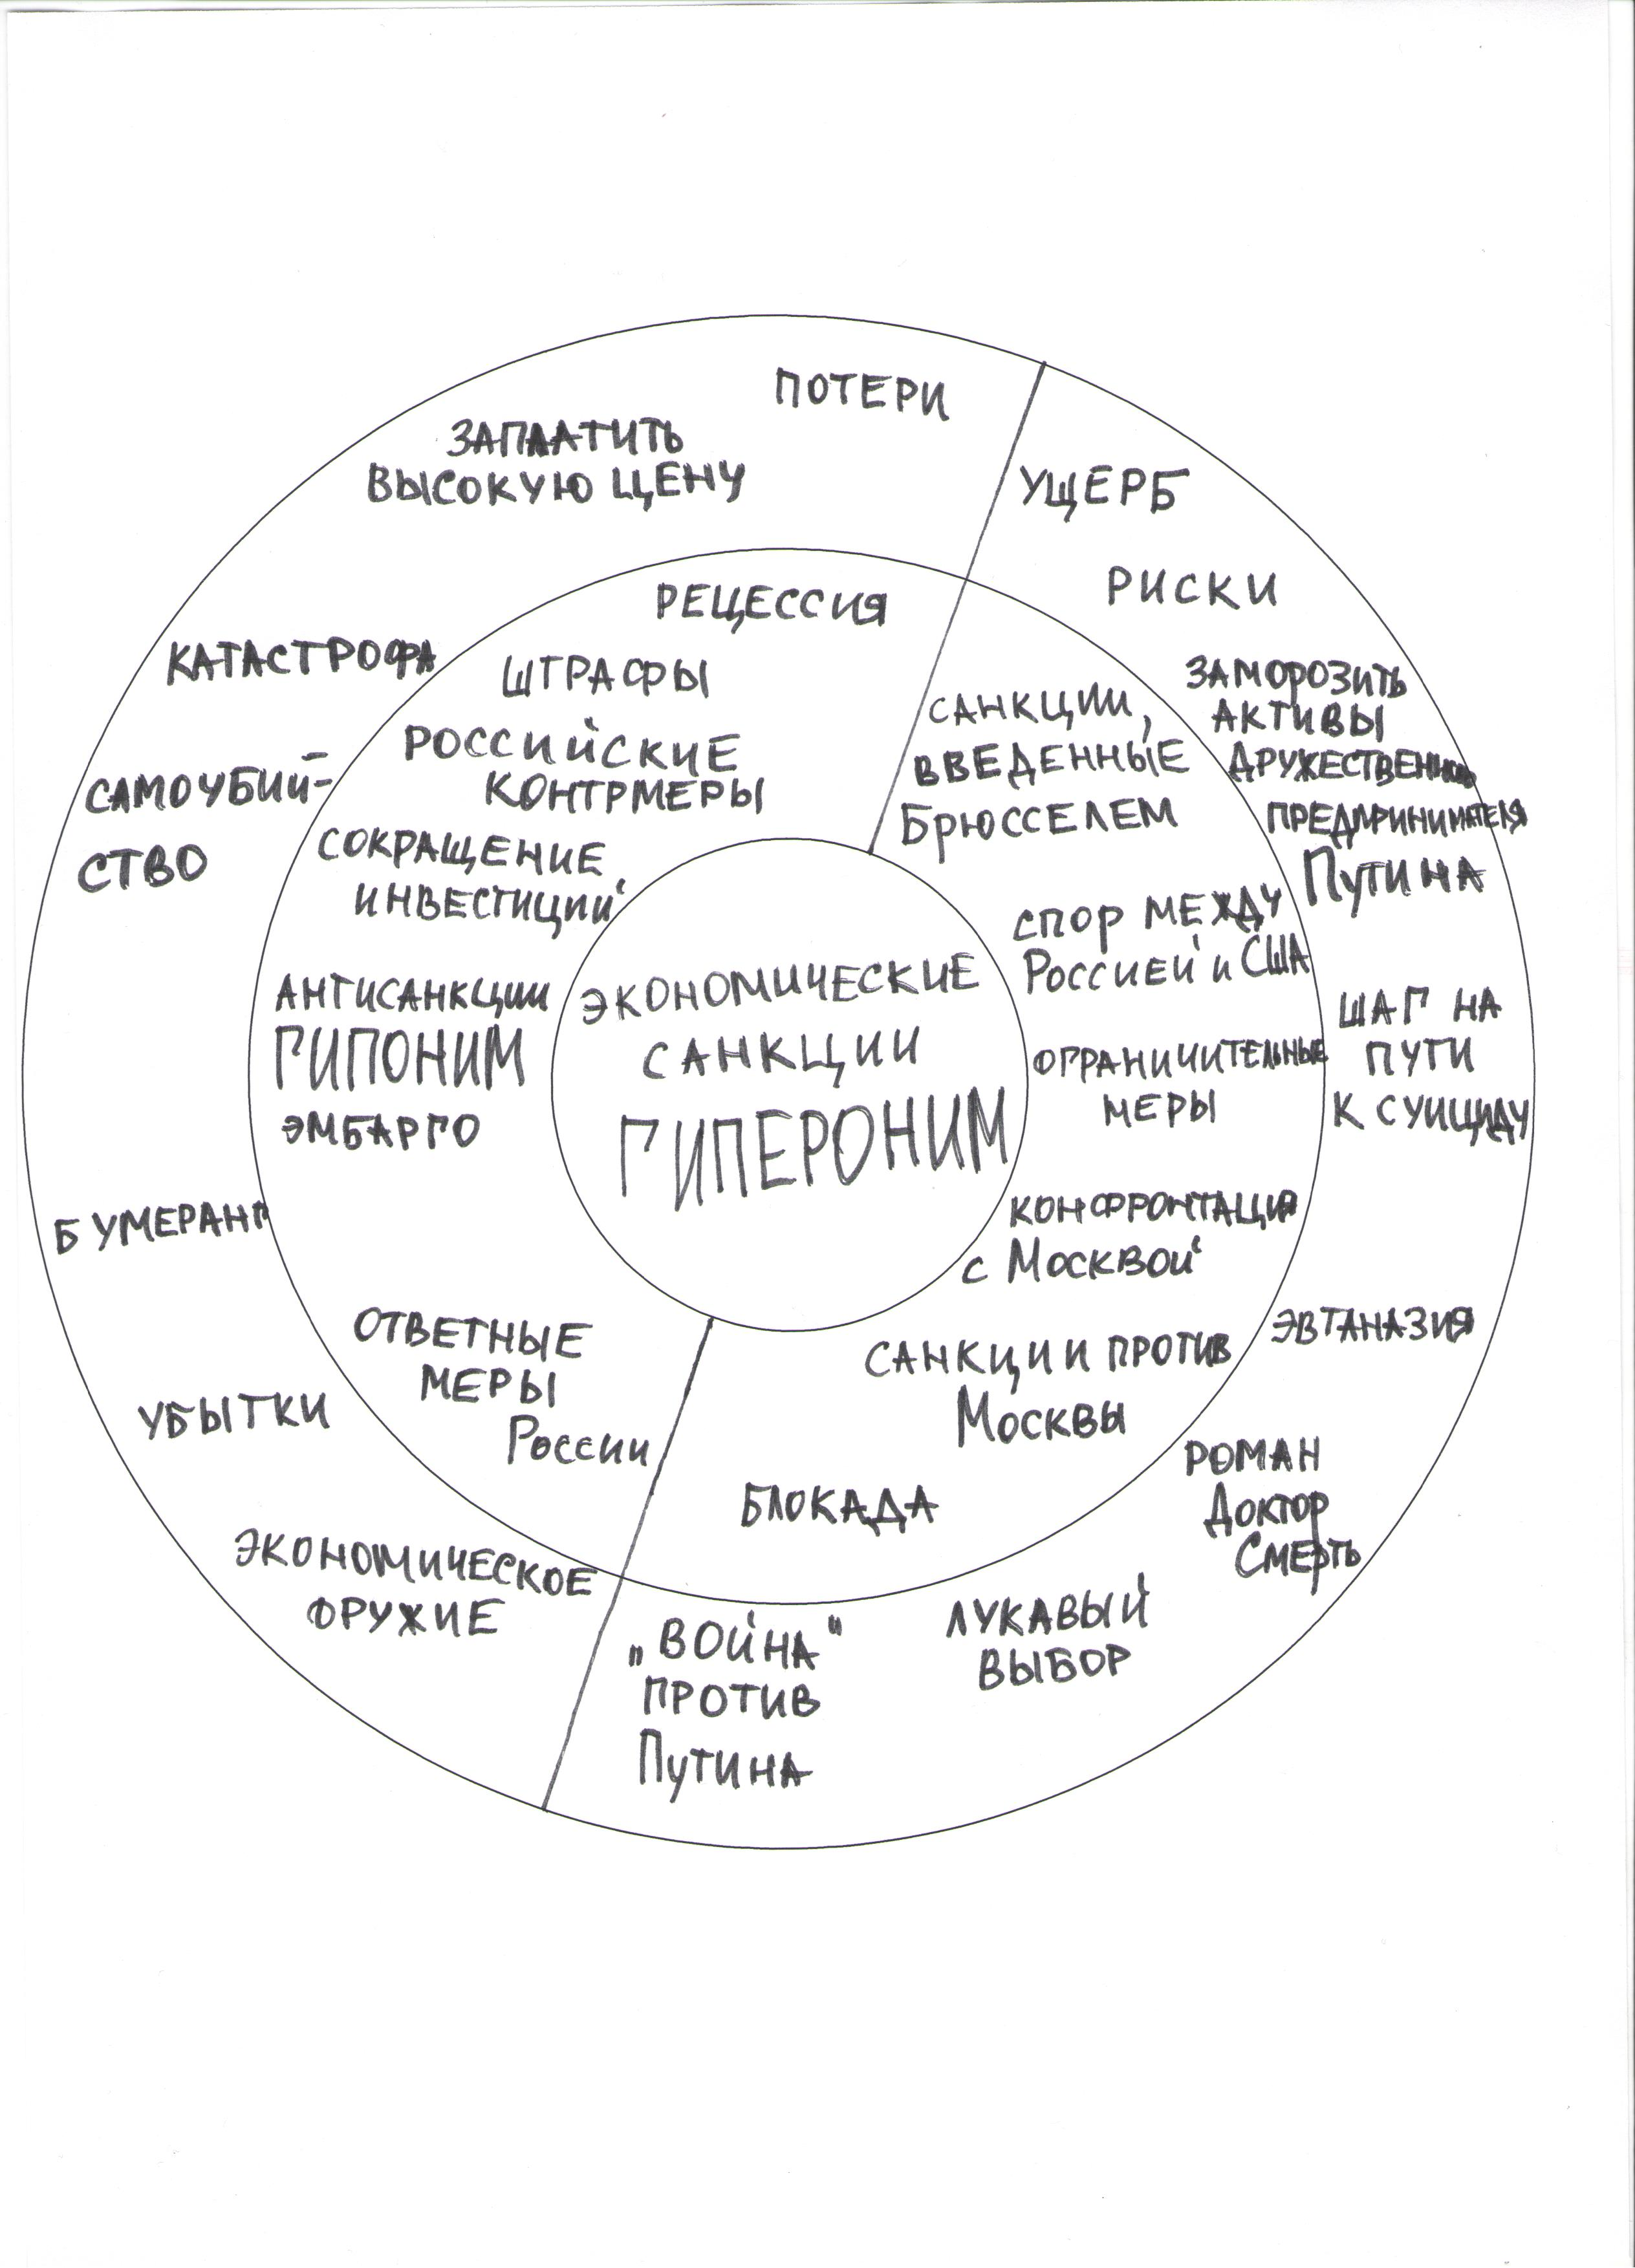 ПОТЕРИ
ЗАПЛАТИТЬ
ВЫСОКУЮ ЦЕНУ
КАТАСТРОФА
САМОУБИЙ-
СТВО
БУМЕРАНГ
УБЫТКИ
ЭКОНОМИЧЕСКОЕ
ОРУЖИЕ
УЩЕРБ
РИСКИ
ЗАМОРОЗИТЬ
АКТИВЫ
ПРЕДПРИНИМАТЕЛЯ
ПУТИНА
ШАГ НА
ПУТИ
К СУИЦИДУ
ЭВТАНАЗИЯ
РОМАН
Доктор
Смерть
ЛУКАВЫЙ
ВЫБОР
„ВОЙНА"
ПРОТИВ
ПУТИНА
РЕЦЕССИЯ
ШТРАФЫ
РОССИЙСКИЕ
КОНТРМЕРЫ
СОКРАЩЕНИЕ
ИНВЕСТИЦИЙ
АНТИСАНКЦИИ
ГИПОНИМ
ЭМБАРГО
ОТВЕТНЫЕ
МЕРЫ
России
САНКЦИИ,
ВВЕДЕННЫЕ
БРЮССЕЛЕМ
СПОР МЕЖДУ
Россией и США
ОГРАНИЧИТЕЛЬНЫЕ
МЕРЫ
КОНФРОНТАЦИЯ
с Москвой
САНКЦИИ ПРОТИВ
Москвы
БЛОКАДА
ЭКОНОМИЧЕСКИЕ
САНКЦИИ
ГИПЕРОНИМ